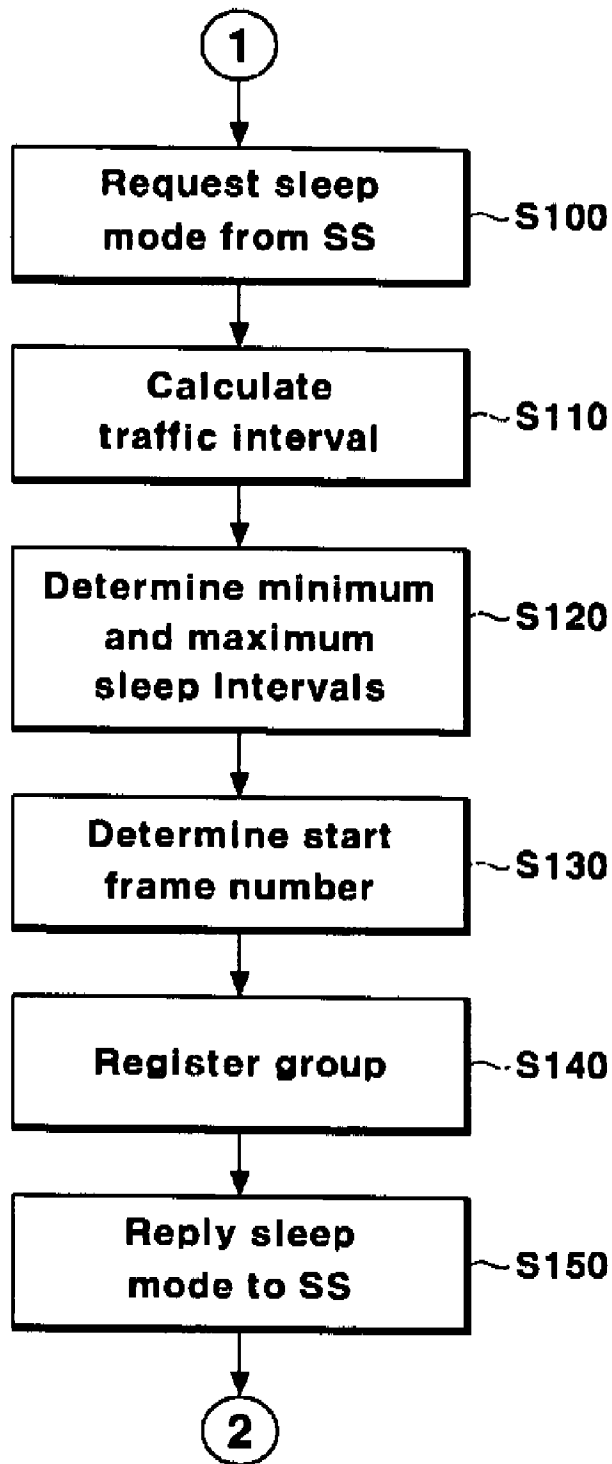 1
Request sleep
mode from SS
S100
Calculate
traffic interval
S110
Determine minimum
and maximum
sleep Intervals
S120
Determine start
frame number
S130
Register group
S140
Reply sleep
mode to SS
S150
2